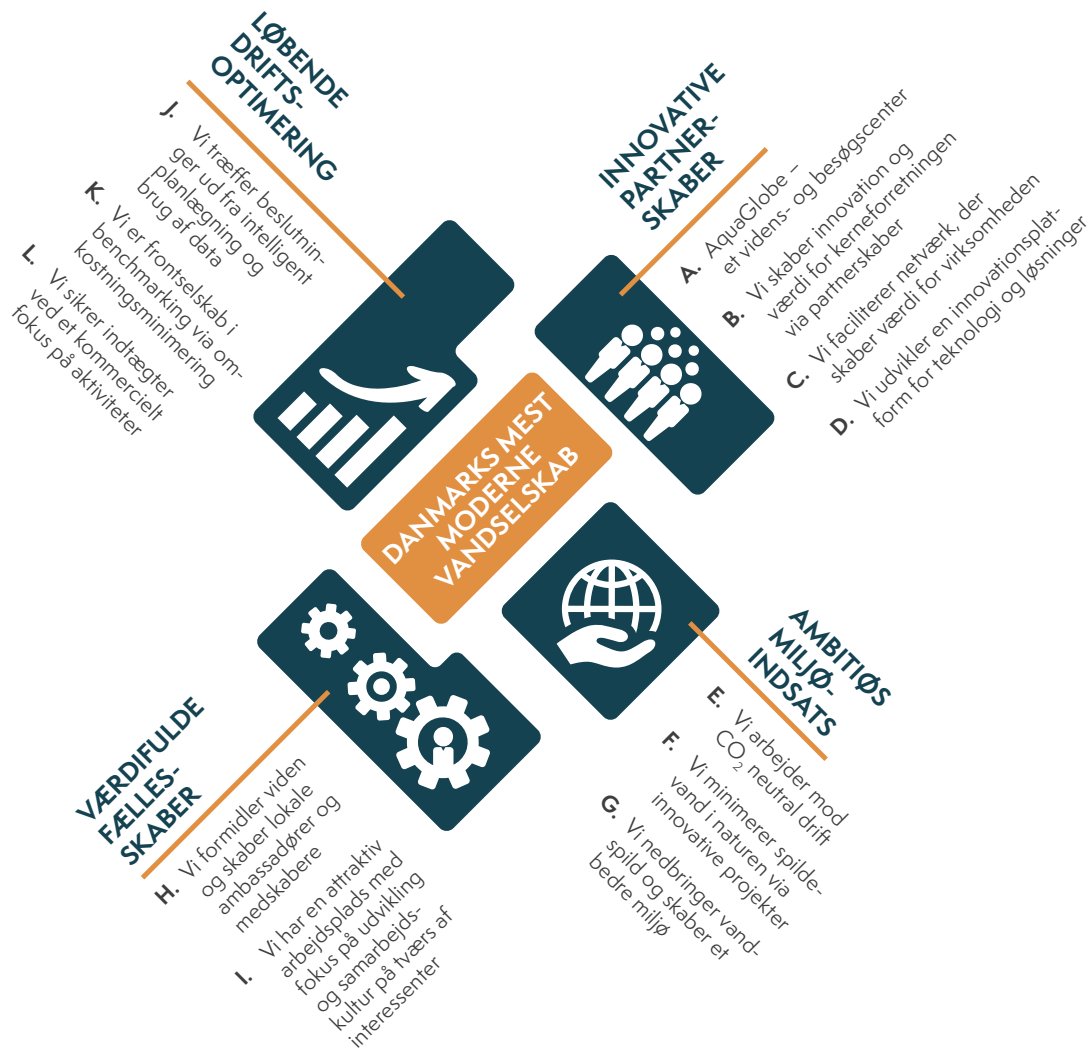 INNOVATIVE
PARTNER-
SKABER
A. AquaGlobe –
et videns- og besøgscenter
B. Vi skaber innovation og
værdi for kerneforretningen
via partnerskaber
C. Vi faciliterer netværk, der
skaber værdi for virksomheden
D. Vi udvikler en innovationsplat-
form for teknologi og løsninger
AMBITIØS
MILJØ-
INDSATS
E. Vi arbejder mod
CO₂ neutral drift
F. Vi minimerer spilde-
vand i naturen via
innovative projekter
G. Vi nedbringer vand-
spild og skaber et
bedre miljø
VÆRDIFULDE
FÆLLES-
SKABER
H. Vi formidler viden
og skaber lokale
ambassadører og
medskabere
I. Vi har en attraktiv
arbejdsplads med
fokus på udvikling
og samarbejds-
kultur på tværs af
interessenter
LØBENDE
DRIFTS-
OPTIMERING
J. Vi træffer beslutnin-
ger ud fra intelligent
planlægning og
brug af data
K. Vi er frontselskab i
benchmarking via om-
kostningsminimering
L. Vi sikrer indtægter
ved et kommercielt
fokus på aktiviteter
DANMARKS MEST
MODERNE
VANDSELSKAB